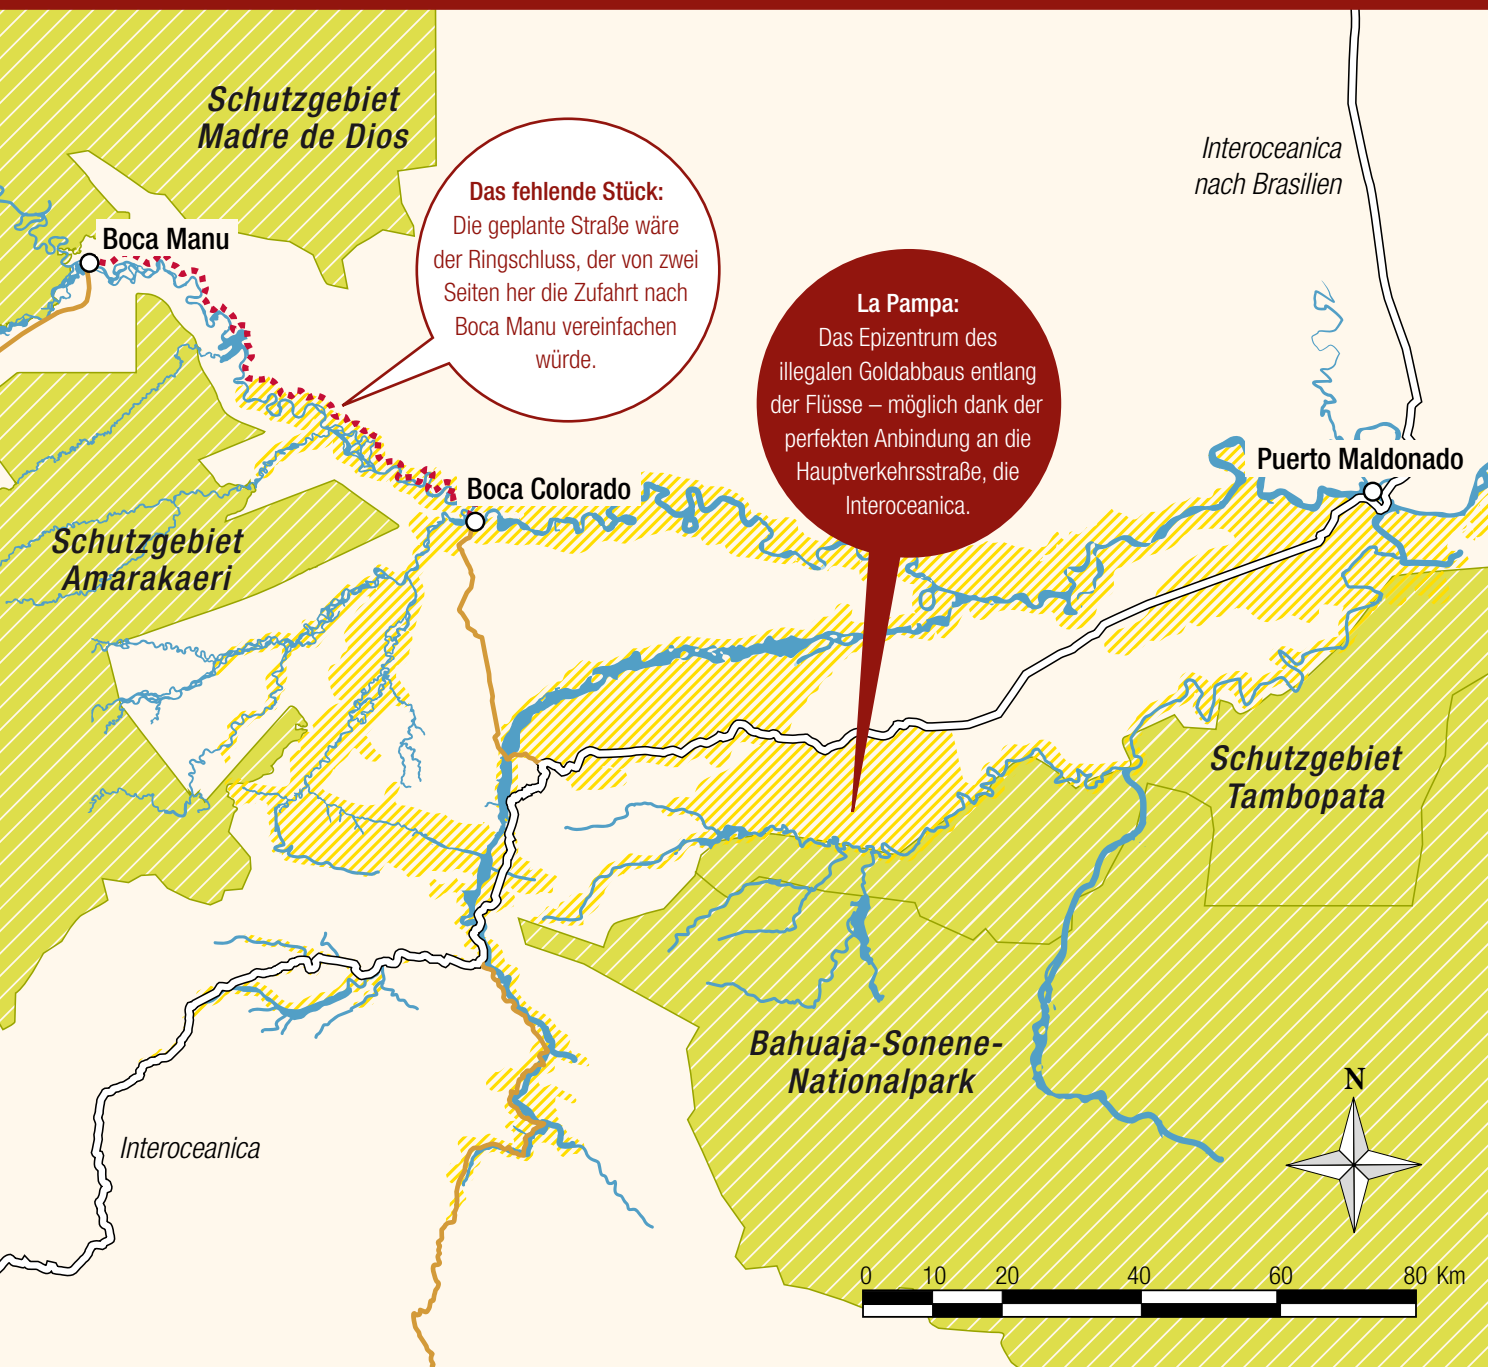 Schutzgebiet
Madre de Dios
Interoceanica
nach Brasilien
Das fehlende Stück:
Die geplante Straße wäre
der Ringschluss, der von zwei
Seiten her die Zufahrt nach
Boca Manu vereinfachen
würde.
Boca Manu
La Pampa:
Das Epizentrum des
illegalen Goldabbaus entlang
der Flüsse – möglich dank der
perfekten Anbindung an die
Hauptverkehrsstraße, die
Interoceanica.
Puerto Maldonado
Boca Colorado
Schutzgebiet
Amarakaeri
Schutzgebiet
Tambopata
Bahuaja-Sonene-
Nationalpark
N
Interoceanica
0 10 20 40 60 80 Km